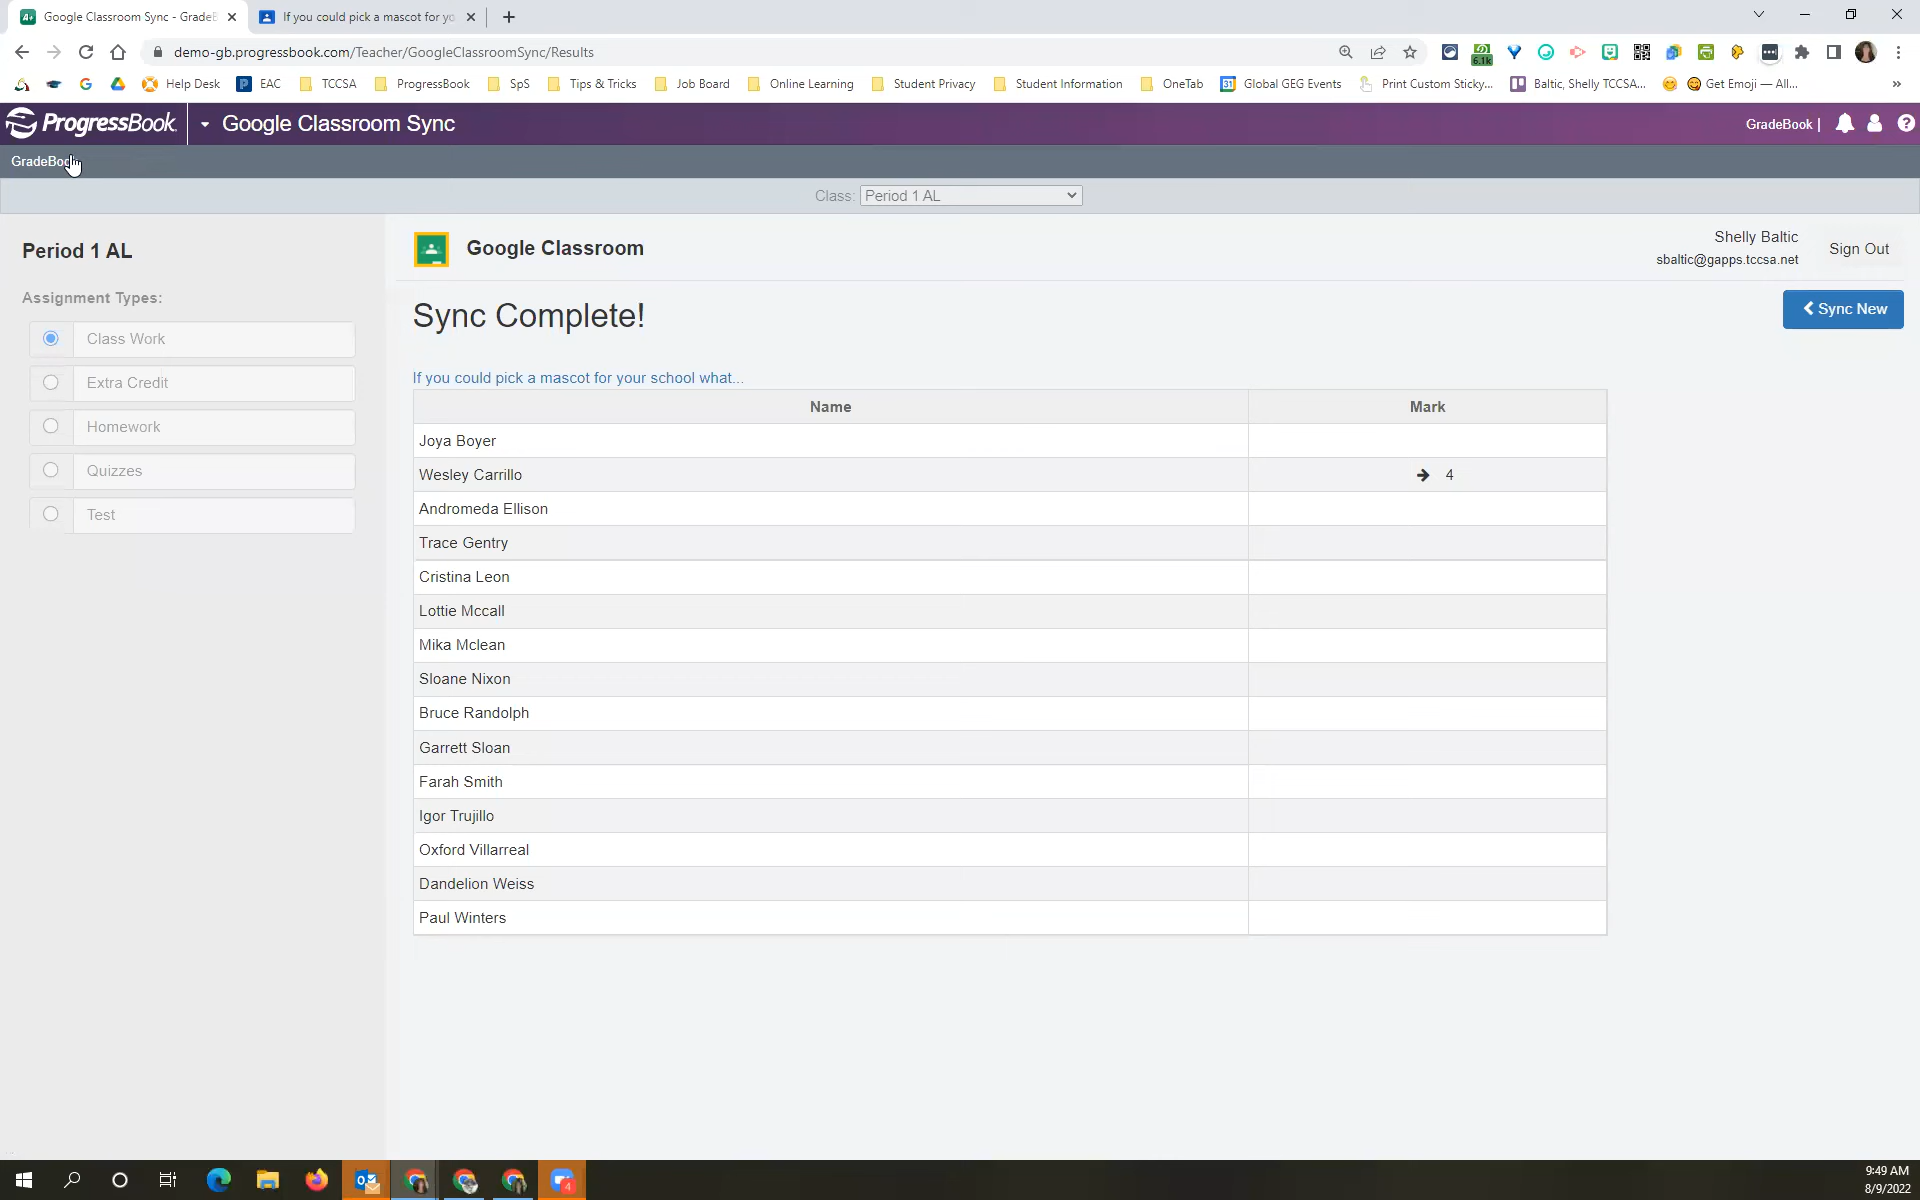 Google Classroom Sync - GradeB
If you could pick a mascot for yo
demo-gb.progressbook.com/Teacher/GoogleClassroomSync/Results
6.1k
Help Desk
EAC
TCCSA
ProgressBook
SpS
Tips & Tricks
Job Board
Online Learning
Student Privacy
Student Information
OneTab
31
Global GEG Events
Print Custom Sticky...
Baltic, Shelly TCCSA...
Get Emoji — All...
»
ProgressBook
Google Classroom Sync
GradeBook |
?
GradeBook
Class: Period 1 AL
Period 1 AL
Google Classroom
Shelly Baltic
sbaltic@gapps.tccsa.net
Sign Out
Assignment Types:
Class Work
Extra Credit
Homework
Quizzes
Test
Sync Complete!
Sync New
If you could pick a mascot for your school what...
Name Mark
Joya Boyer
Wesley Carrillo → 4
Andromeda Ellison
Trace Gentry
Cristina Leon
Lottie Mccall
Mika Mclean
Sloane Nixon
Bruce Randolph
Garrett Sloan
Farah Smith
Igor Trujillo
Oxford Villarreal
Dandelion Weiss
Paul Winters
4
9:49 AM
8/9/2022